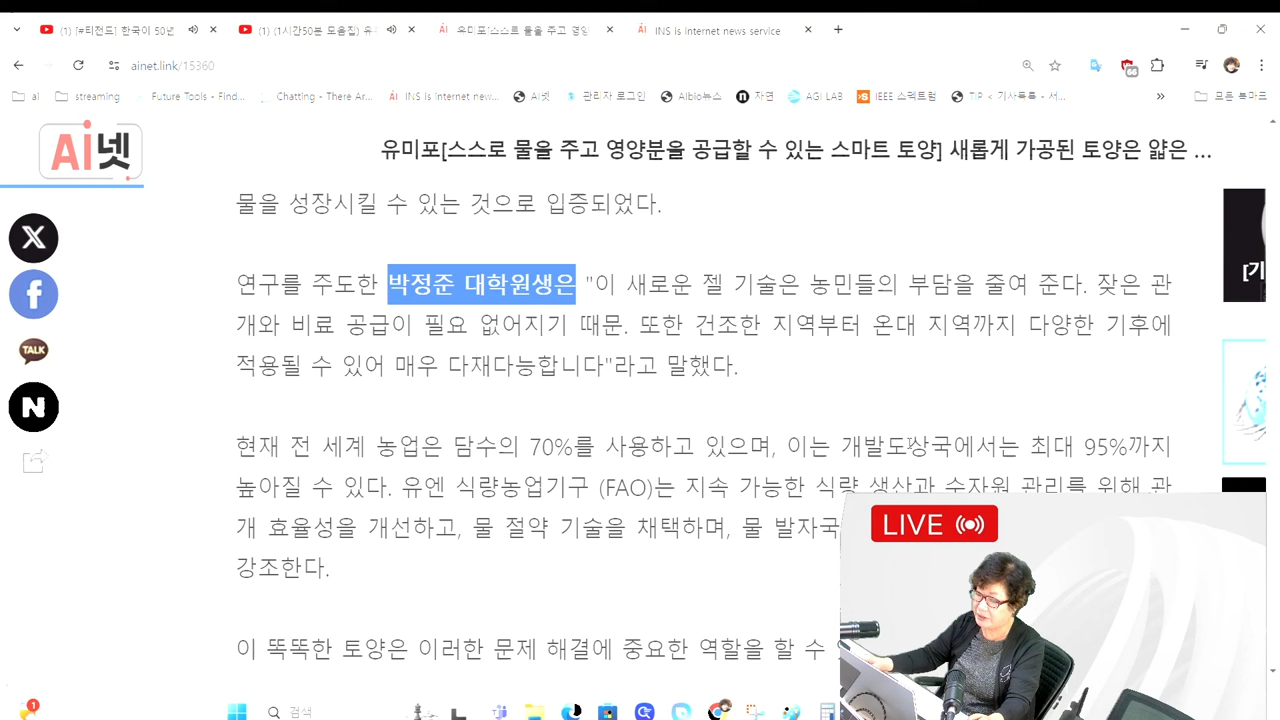 (1) [#티전드] 한국이 50년
(1) (1시간50분 모음집) 유
유미포[스스로 물을 주고 영양
INS is Internet news service
ainet.link/15360
ai
streaming
Future Tools - Find...
Chatting - There Ar...
INS is Internet new...
AI넷
관리자 로그인
AIbio뉴스
자연
AGI LAB
IEEE 스펙트럼
TIP < 기사목록 - 서...
모든 북마크
Ai넷
유미포[스스로 물을 주고 영양분을 공급할 수 있는 스마트 토양] 새롭게 가공된 토양은 얇은 ...
물을 성장시킬 수 있는 것으로 입증되었다.
연구를 주도한 박정준 대학원생은 "이 새로운 젤 기술은 농민들의 부담을 줄여 준다. 잦은 관
개와 비료 공급이 필요 없어지기 때문. 또한 건조한 지역부터 온대 지역까지 다양한 기후에
적용될 수 있어 매우 다재다능합니다"라고 말했다.
[기
TALK
N
현재 전 세계 농업은 담수의 70%를 사용하고 있으며, 이는 개발도상국에서는 최대 95%까지
높아질 수 있다. 유엔 식량농업기구 (FAO)는 지속 가능한 식량 생산과 수자원 관리를 위해 관
개 효율성을 개선하고, 물 절약 기술을 채택하며, 물 발자국
강조한다.
LIVE
이 똑똑한 토양은 이러한 문제 해결에 중요한 역할을 할 수
1
검색